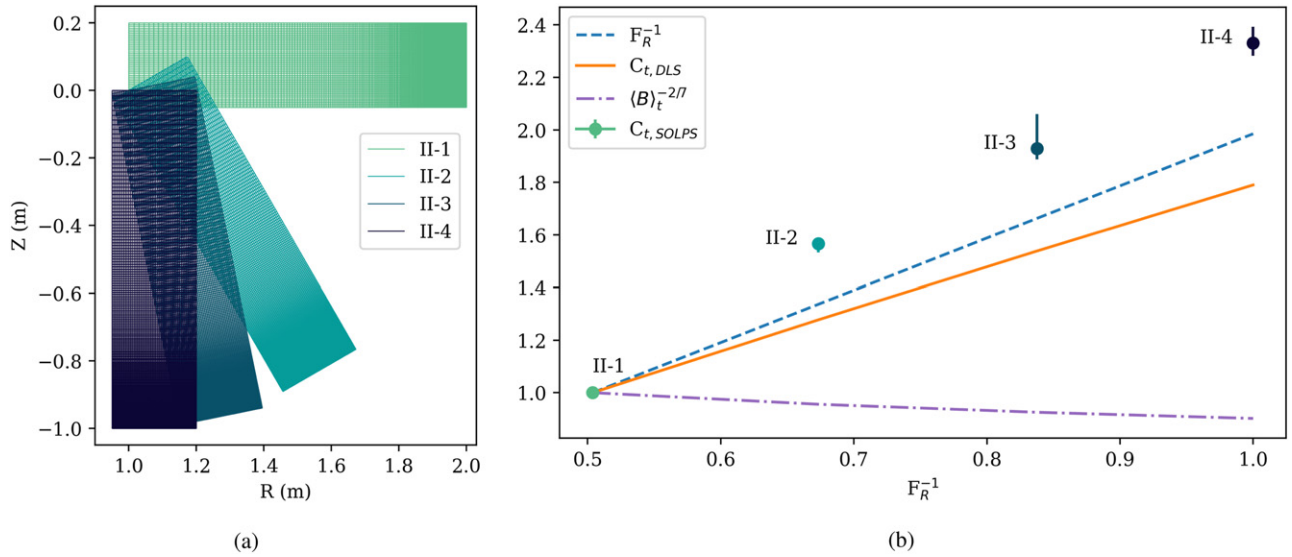 0.2
0.0
−0.2
−0.4
−0.6
−0.8
−1.0
Z (m)
1.0 1.2 1.4 1.6 1.8 2.0
R (m)
II-1
II-2
II-3
II-4
(a)
2.4
2.2
2.0
1.8
1.6
1.4
1.2
1.0
F_R^{-1}
C_{t,DLS}
⟨B⟩_t^{-2/7}
C_{t,SOLPS}
II-4
II-3
II-2
II-1
0.5 0.6 0.7 0.8 0.9 1.0
F_R^{-1}
(b)